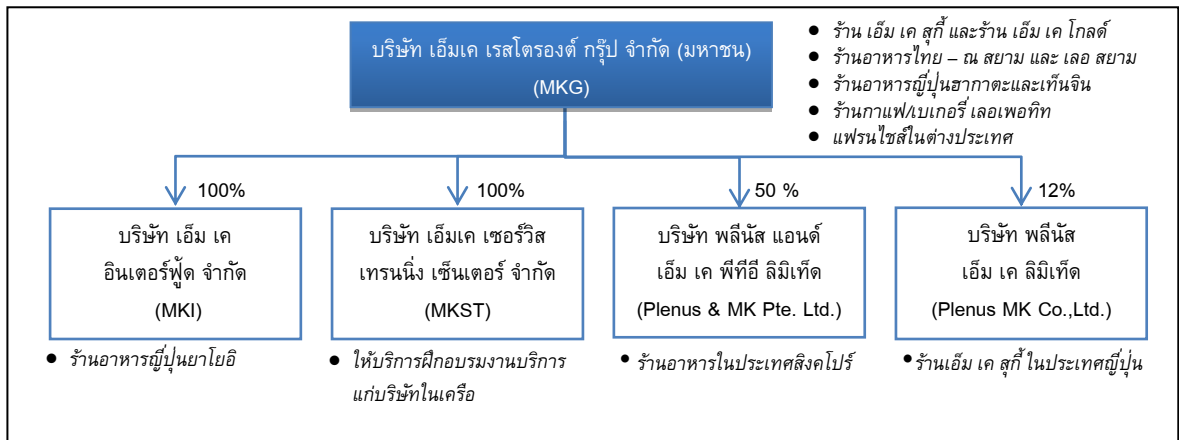 บริษัท เอ็มเค เรสโตรองต์ กรุ๊ป จำกัด (มหาชน)
(MKG)
● ร้าน เอ็ม เค สุกี้ และร้าน เอ็ม เค โกลด์
● ร้านอาหารไทย – ณ สยาม และ เลอ สยาม
● ร้านอาหารญี่ปุ่นฮากาตะและเท็นจิน
● ร้านกาแฟ/เบเกอรี่ เลอเพอทิท
● แฟรนไชส์ในต่างประเทศ
100%
100%
50 %
12%
บริษัท เอ็ม เค
อินเตอร์ฟู้ด จำกัด
(MKI)
บริษัท เอ็มเค เซอร์วิส
เทรนนิ่ง เซ็นเตอร์ จำกัด
(MKST)
บริษัท พลีนัส แอนด์
เอ็ม เค พีทีอี ลิมิเท็ด
(Plenus & MK Pte. Ltd.)
บริษัท พลีนัส
เอ็ม เค ลิมิเท็ด
(Plenus MK Co.,Ltd.)
● ร้านอาหารญี่ปุ่นยาโยอิ
● ให้บริการฝึกอบรมงานบริการ
แก่บริษัทในเครือ
● ร้านอาหารในประเทศสิงคโปร์
● ร้านเอ็ม เค สุกี้ ในประเทศญี่ปุ่น